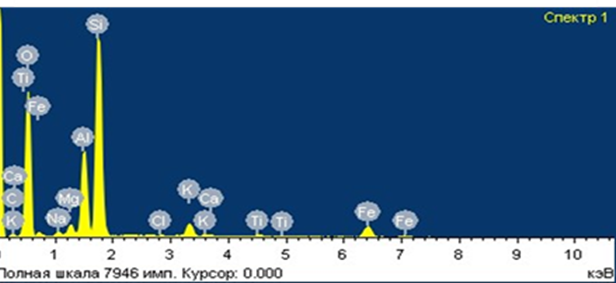 Спектр 1
Si
O
Ti
Fe
Al
Ca
C
K
Na
Mg
Cl
K
K
Ca
Ti
Ti
Fe
Fe
1 2 3 4 5 6 7 8 9 10
Полная шкала 7946 имп. Курсор: 0.000 кэВ